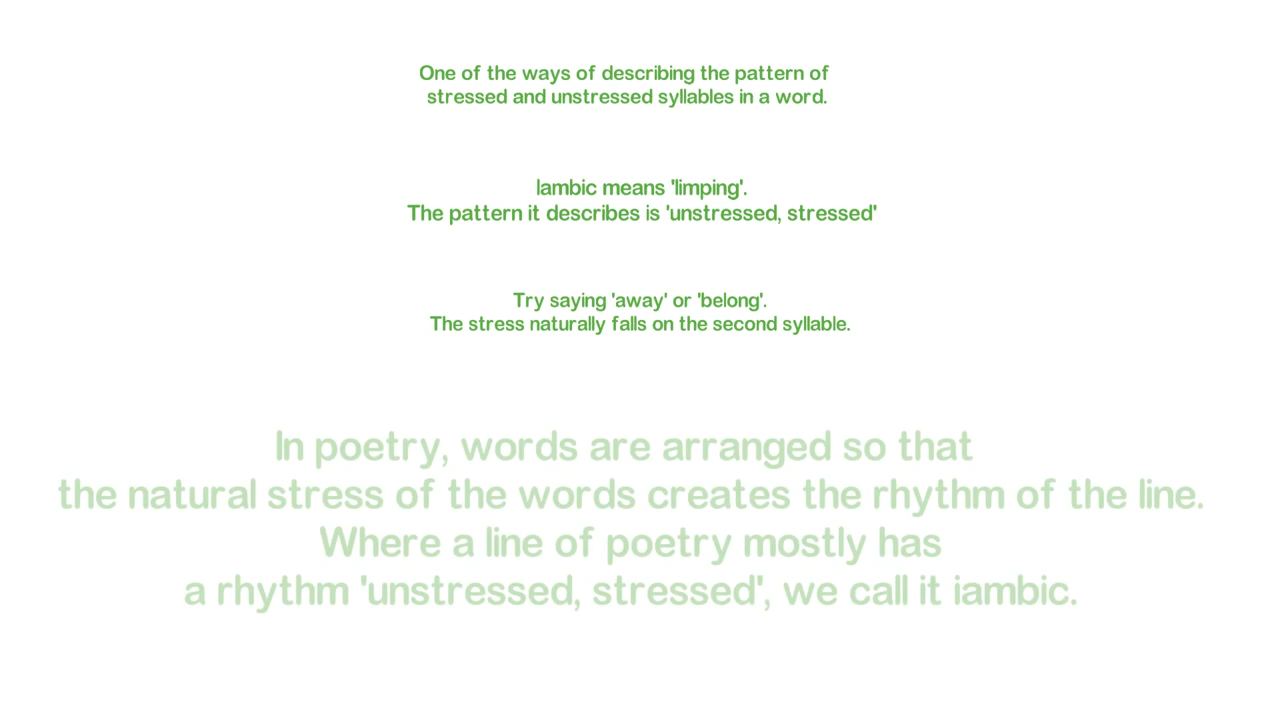 One of the ways of describing the pattern of
stressed and unstressed syllables in a word.
Iambic means 'limping'.
The pattern it describes is 'unstressed, stressed'
Try saying 'away' or 'belong'.
The stress naturally falls on the second syllable.
In poetry, words are arranged so that
the natural stress of the words creates the rhythm of the line.
Where a line of poetry mostly has
a rhythm 'unstressed, stressed', we call it iambic.